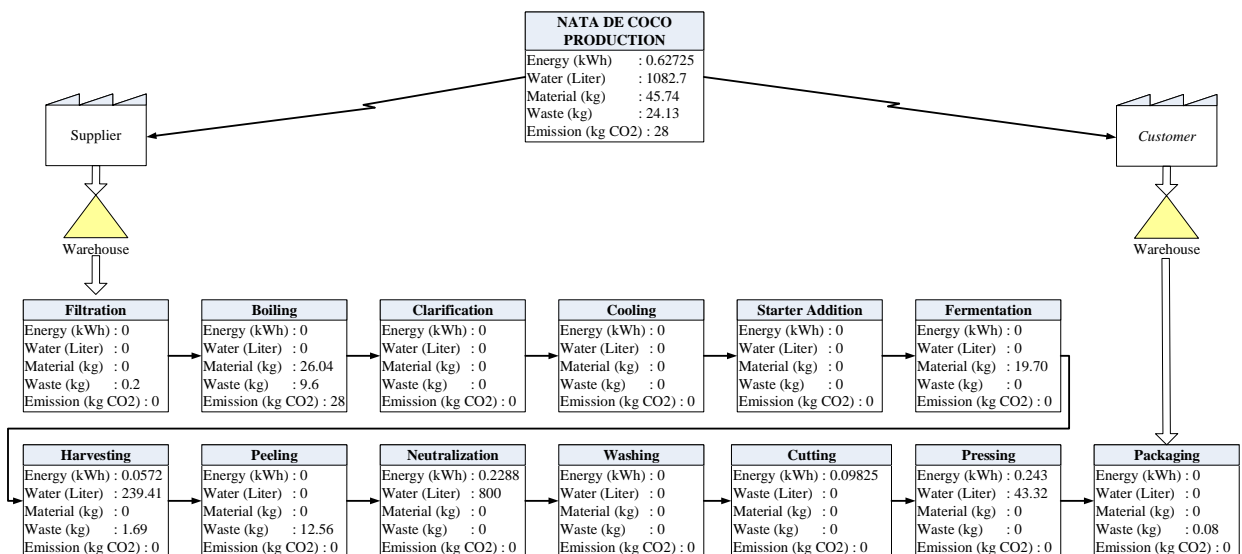 NATA DE COCO
PRODUCTION
Energy (kWh) : 0.62725
Water (Liter) : 1082.7
Material (kg) : 45.74
Waste (kg) : 24.13
Emission (kg CO2) : 28
Supplier
Customer
Warehouse
Warehouse
Filtration
Energy (kWh) : 0
Water (Liter) : 0
Material (kg) : 0
Waste (kg) : 0.2
Emission (kg CO2) : 0
Boiling
Energy (kWh) : 0
Water (Liter) : 0
Material (kg) : 26.04
Waste (kg) : 9.6
Emission (kg CO2) : 28
Clarification
Energy (kWh) : 0
Water (Liter) : 0
Material (kg) : 0
Waste (kg) : 0
Emission (kg CO2) : 0
Cooling
Energy (kWh) : 0
Water (Liter) : 0
Material (kg) : 0
Waste (kg) : 0
Emission (kg CO2) : 0
Starter Addition
Energy (kWh) : 0
Water (Liter) : 0
Material (kg) : 0
Waste (kg) : 0
Emission (kg CO2) : 0
Fermentation
Energy (kWh) : 0
Water (Liter) : 0
Material (kg) : 19.70
Waste (kg) : 0
Emission (kg CO2) : 0
Harvesting
Energy (kWh) : 0.0572
Water (Liter) : 239.41
Material (kg) : 0
Waste (kg) : 1.69
Emission (kg CO2) : 0
Peeling
Energy (kWh) : 0
Water (Liter) : 0
Material (kg) : 0
Waste (kg) : 12.56
Emission (kg CO2) : 0
Neutralization
Energy (kWh) : 0.2288
Water (Liter) : 800
Material (kg) : 0
Waste (kg) : 0
Emission (kg CO2) : 0
Washing
Energy (kWh) : 0
Water (Liter) : 0
Material (kg) : 0
Waste (kg) : 0
Emission (kg CO2) : 0
Cutting
Energy (kWh) : 0.09825
Waste (Liter) : 0
Material (kg) : 0
Waste (kg) : 0
Emission (kg CO2) : 0
Pressing
Energy (kWh) : 0.243
Water (Liter) : 43.32
Material (kg) : 0
Waste (kg) : 0
Emission (kg CO2) : 0
Packaging
Energy (kWh) : 0
Water (Liter) : 0
Material (kg) : 0
Waste (kg) : 0.08
Emission (kg CO2) : 0